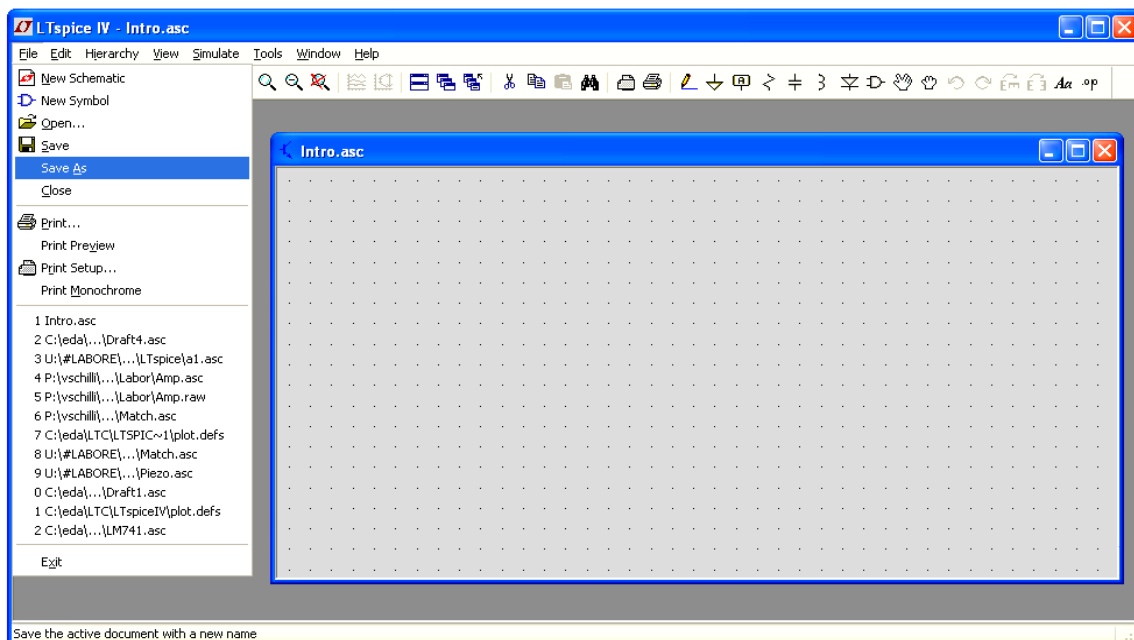 LTspice IV - Intro.asc
File Edit Hierarchy View Simulate Tools Window Help
New Schematic
New Symbol
Open...
Save
Save As
Close
Print...
Print Preview
Print Setup...
Print Monochrome
1 Intro.asc
2 C:\eda\...\Draft4.asc
3 U:\#LABORE\...\LTspice\a1.asc
4 P:\vschilli\...\Labor\Amp.asc
5 P:\vschilli\...\Labor\Amp.raw
6 P:\vschilli\...\Match.asc
7 C:\eda\LTC\LTSPIC~1\plot.defs
8 U:\#LABORE\...\Match.asc
9 U:\#LABORE\...\Piezo.asc
0 C:\eda\...\Draft1.asc
1 C:\eda\LTC\LTspiceIV\plot.defs
2 C:\eda\...\LM741.asc
Exit
Aa .op
Intro.asc
Save the active document with a new name